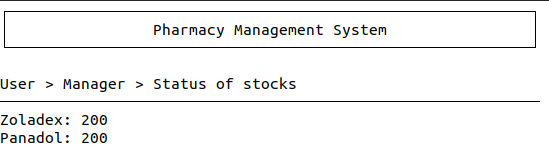 Pharmacy Management System
User > Manager > Status of stocks
Zoladex: 200
Panadol: 200